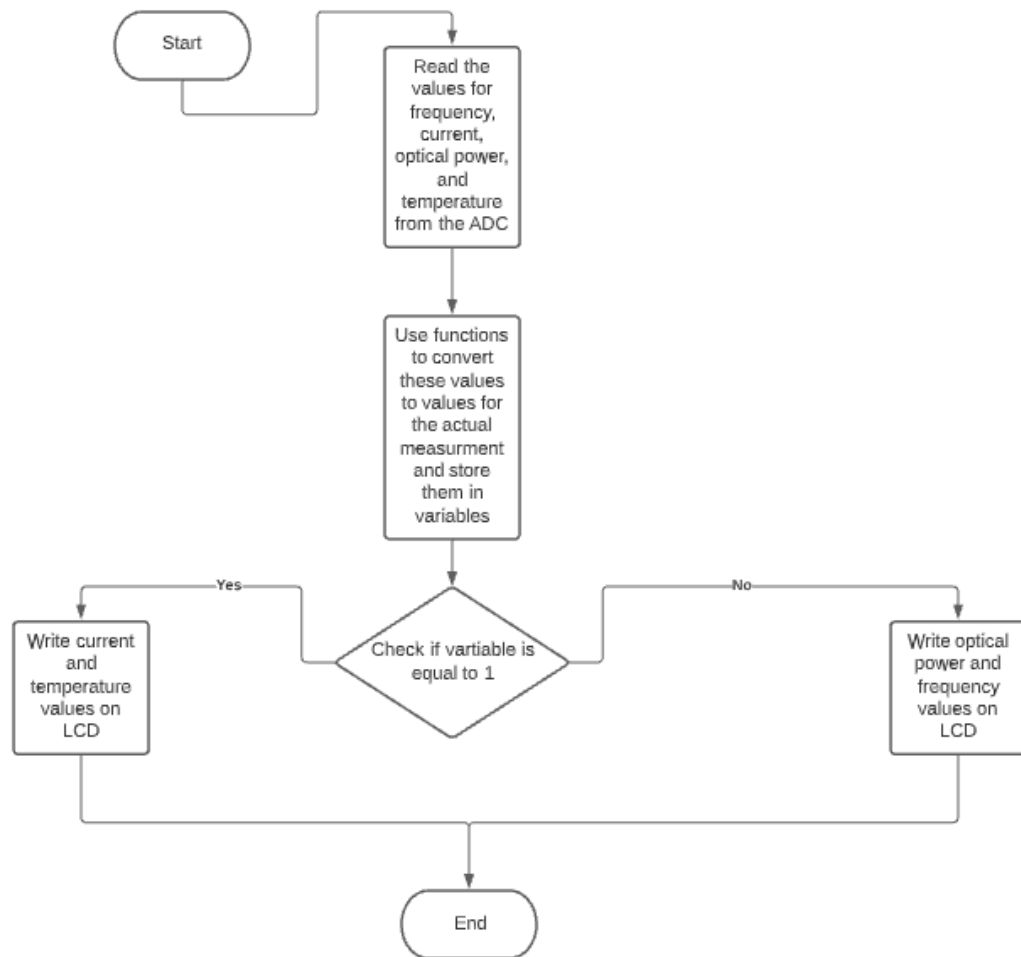 Start
Read the
values for
frequency,
current,
optical power,
and
temperature
from the ADC
Use functions
to convert
these values
to values for
the actual
measurment
and store
them in
variables
Yes
No
Check if vartiable is
equal to 1
Write current
and
temperature
values on
LCD
Write optical
power and
frequency
values on
LCD
End